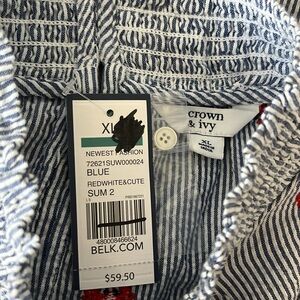 XL
NEWEST FASHION
72621SUW000024
BLUE
REDWHITE&CUTE
SUM 2
480008466624
BELK.COM
$59.50
crown
& ivy
XL